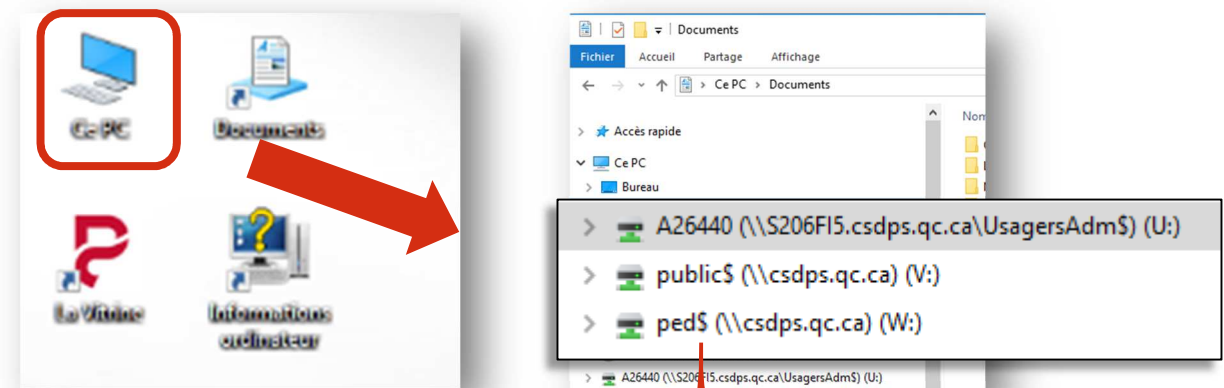 Ce PC
Documents
La Vitrine
Informations
ordinateur
Documents
Fichier Accueil Partage Affichage
Ce PC > Documents
Accès rapide
Nom
Ce PC
Bureau
A26440 (\\S206FI5.csdps.qc.ca\UsagersAdm$) (U:)
public$ (\\csdps.qc.ca) (V:)
ped$ (\\csdps.qc.ca) (W:)
A26440 (\\S206FI5.csdps.qc.ca\UsagersAdm$) (U:)